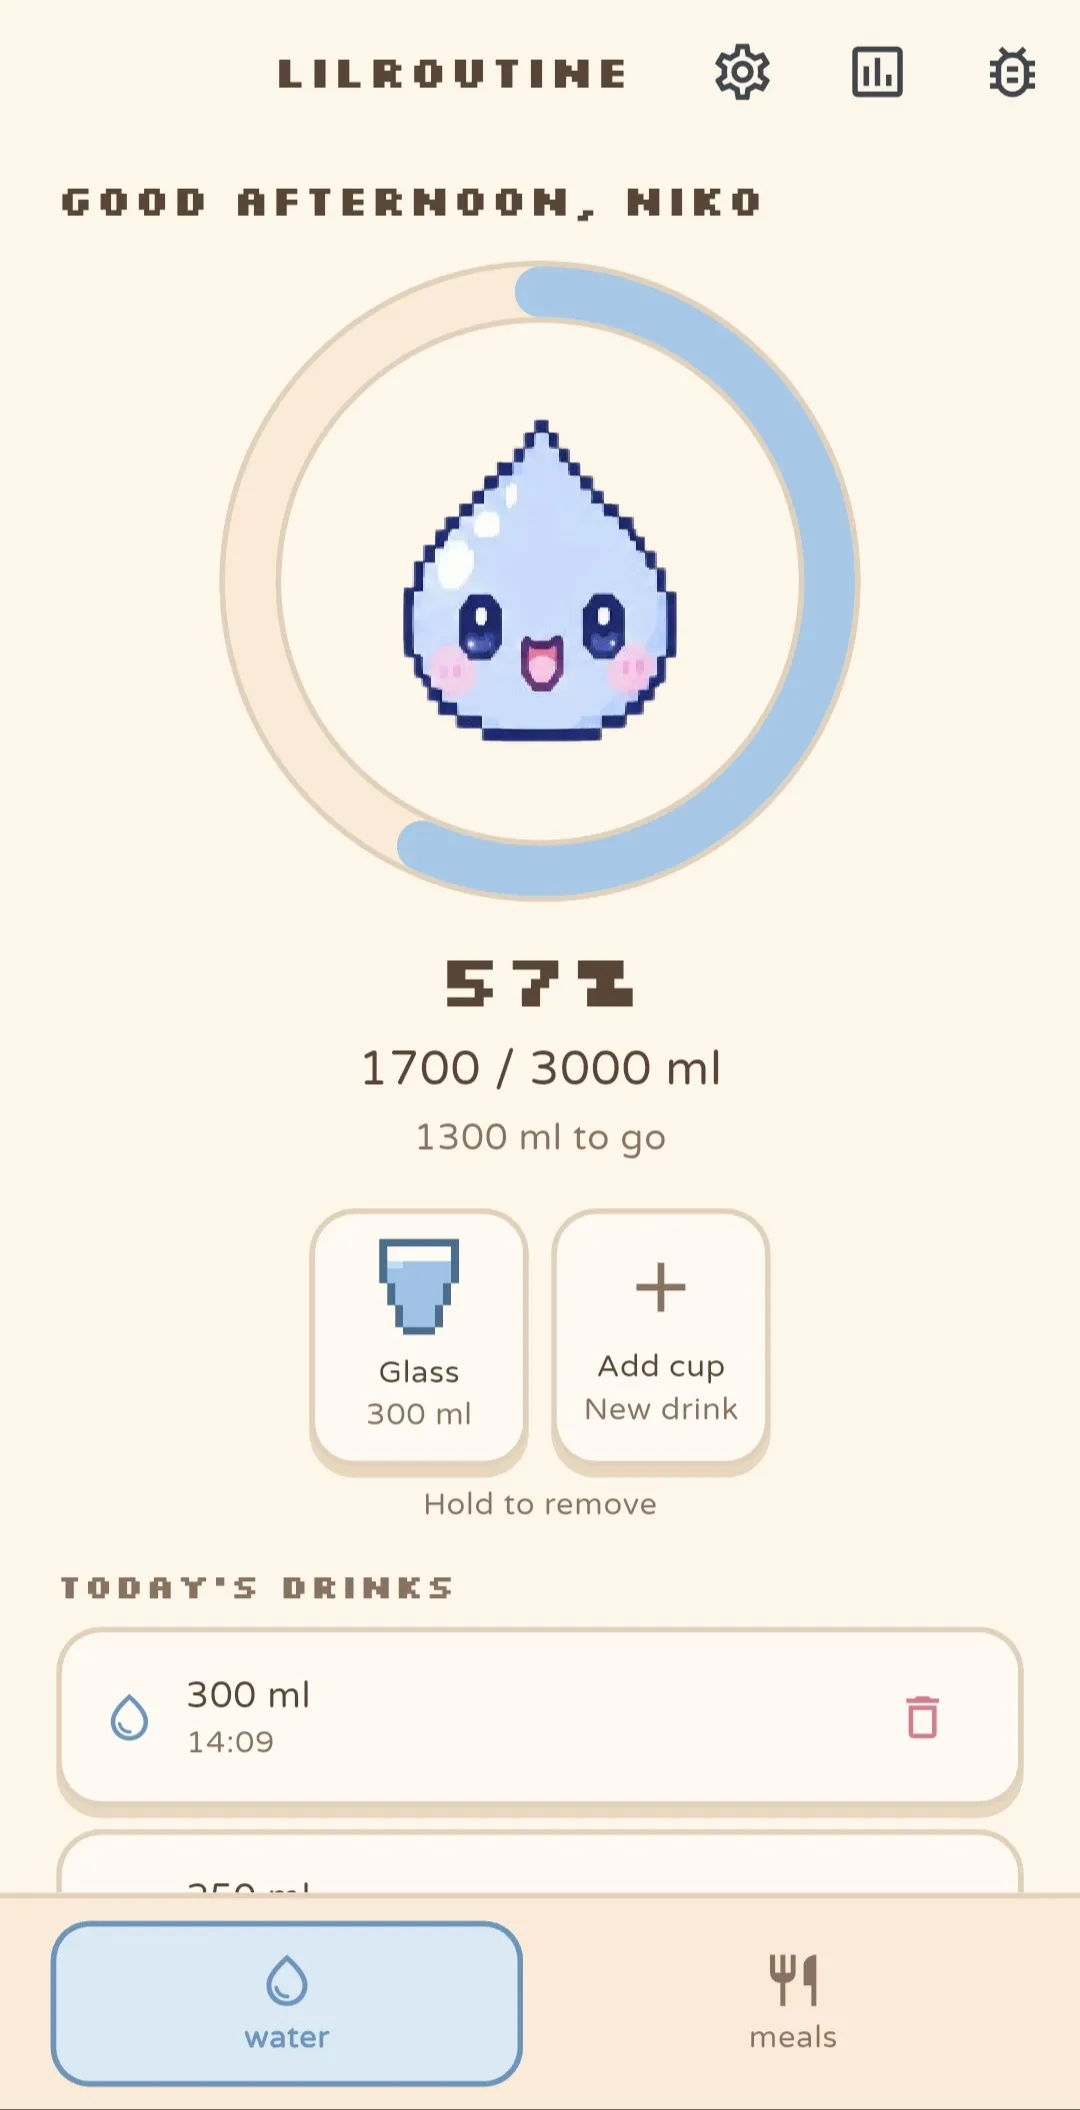 LILROUTINE
GOOD AFTERNOON, NIKO
57%
1700 / 3000 ml
1300 ml to go
Glass
300 ml
Add cup
New drink
Hold to remove
TODAY'S DRINKS
300 ml
14:09
water
meals